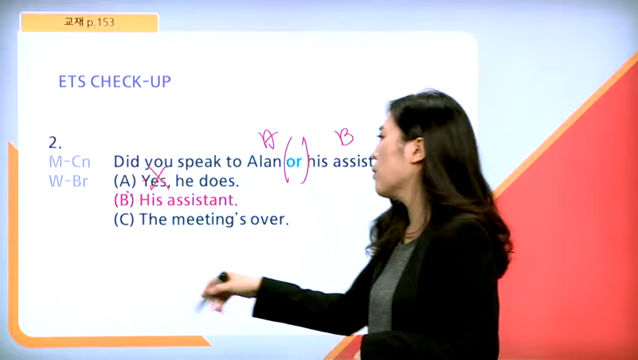 교재 p.153
ETS CHECK-UP
2.
A B
M-Cn Did you speak to Alan or his assist
W-Br (A) Yes, he does.
(B) His assistant.
(C) The meeting's over.